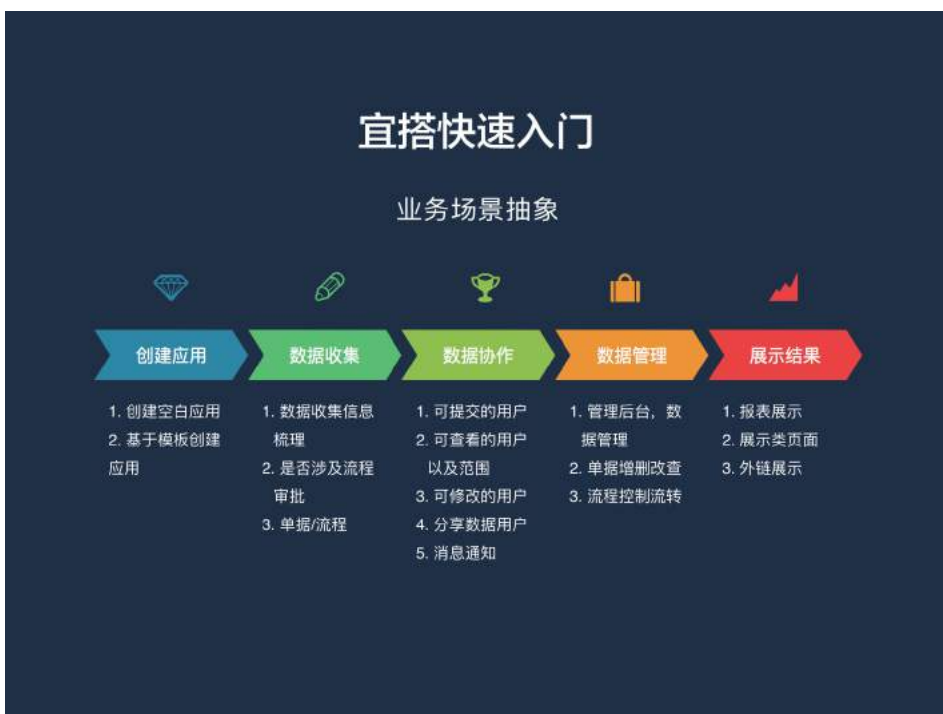 宜搭快速入门
业务场景抽象
创建应用
1. 创建空白应用
2. 基于模板创建
应用
数据收集
1. 数据收集信息
梳理
2. 是否涉及流程
审批
3. 单据/流程
数据协作
1. 可提交的用户
2. 可查看的用户
以及范围
3. 可修改的用户
4. 分享数据用户
5. 消息通知
数据管理
1. 管理后台，数
据管理
2. 单据增删改查
3. 流程控制流转
展示结果
1. 报表展示
2. 展示类页面
3. 外链展示